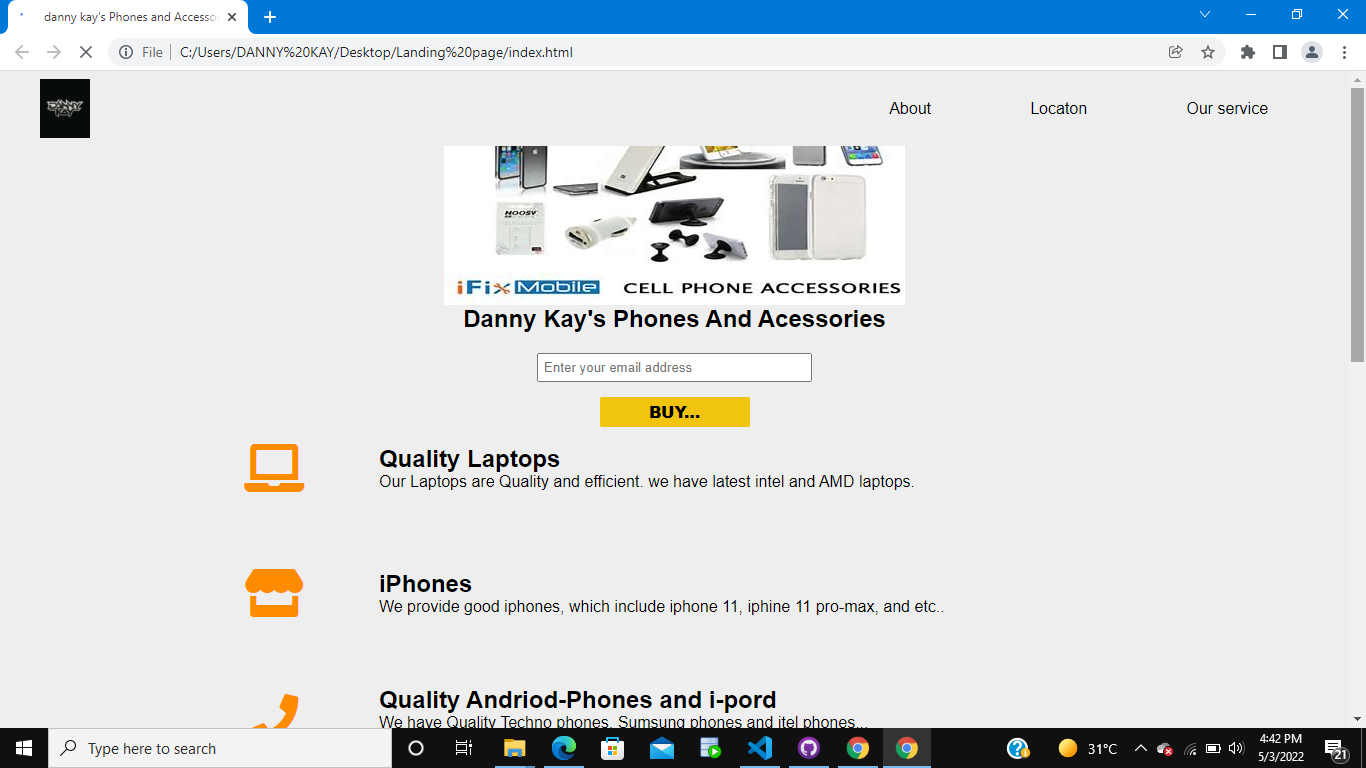 danny kay's Phones and Accesso
File
C:/Users/DANNY%20KAY/Desktop/Landing%20page/index.html
DANNY
KAY
About
Locaton
Our service
NOOSY
iFix Mobile
CELL PHONE ACCESSORIES
Danny Kay's Phones And Acessories
Enter your email address
BUY...
Quality Laptops
Our Laptops are Quality and efficient. we have latest intel and AMD laptops.
iPhones
We provide good iphones, which include iphone 11, iphine 11 pro-max, and etc..
Quality Andriod-Phones and i-pord
We have Quality Techno phones, Sumsung phones and itel phones...
Type here to search
31°C
4:42 PM
5/3/2022
21